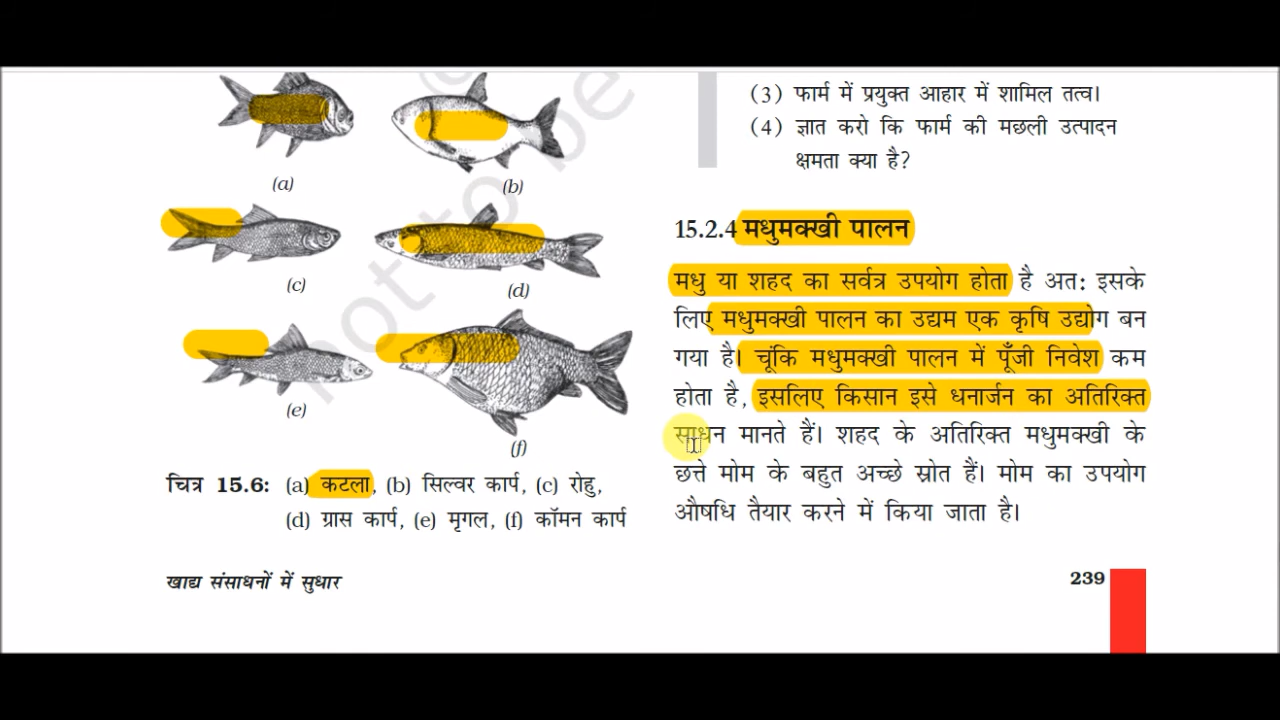 (a)
(b)
(c)
(d)
(e)
(f)
चित्र 15.6: (a) कटला, (b) सिल्वर कार्प, (c) रोहु,
(d) ग्रास कार्प, (e) मृगल, (f) कॉमन कार्प
(3) फार्म में प्रयुक्त आहार में शामिल तत्व।
(4) ज्ञात करो कि फार्म की मछली उत्पादन
क्षमता क्या है?
15.2.4 मधुमक्खी पालन
मधु या शहद का सर्वत्र उपयोग होता है अत: इसके
लिए मधुमक्खी पालन का उद्यम एक कृषि उद्योग बन
गया है। चूंकि मधुमक्खी पालन में पूँजी निवेश कम
होता है, इसलिए किसान इसे धनार्जन का अतिरिक्त
साधन मानते हैं। शहद के अतिरिक्त मधुमक्खी के
छत्ते मोम के बहुत अच्छे स्रोत हैं। मोम का उपयोग
औषधि तैयार करने में किया जाता है।
खाद्य संसाधनों में सुधार
239
not to be